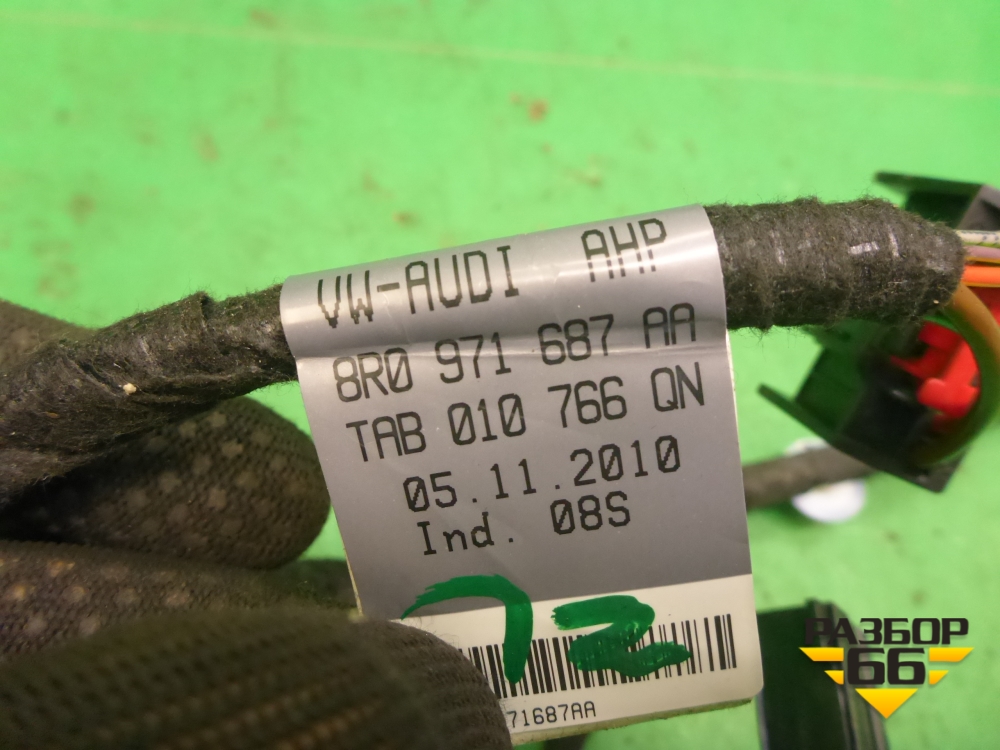 VW-AUDI AHP
8R0 971 687 AA
TAB 010 766 QN
05.11.2010
Ind. 08S
72
71687AA
РАЗБОР
66